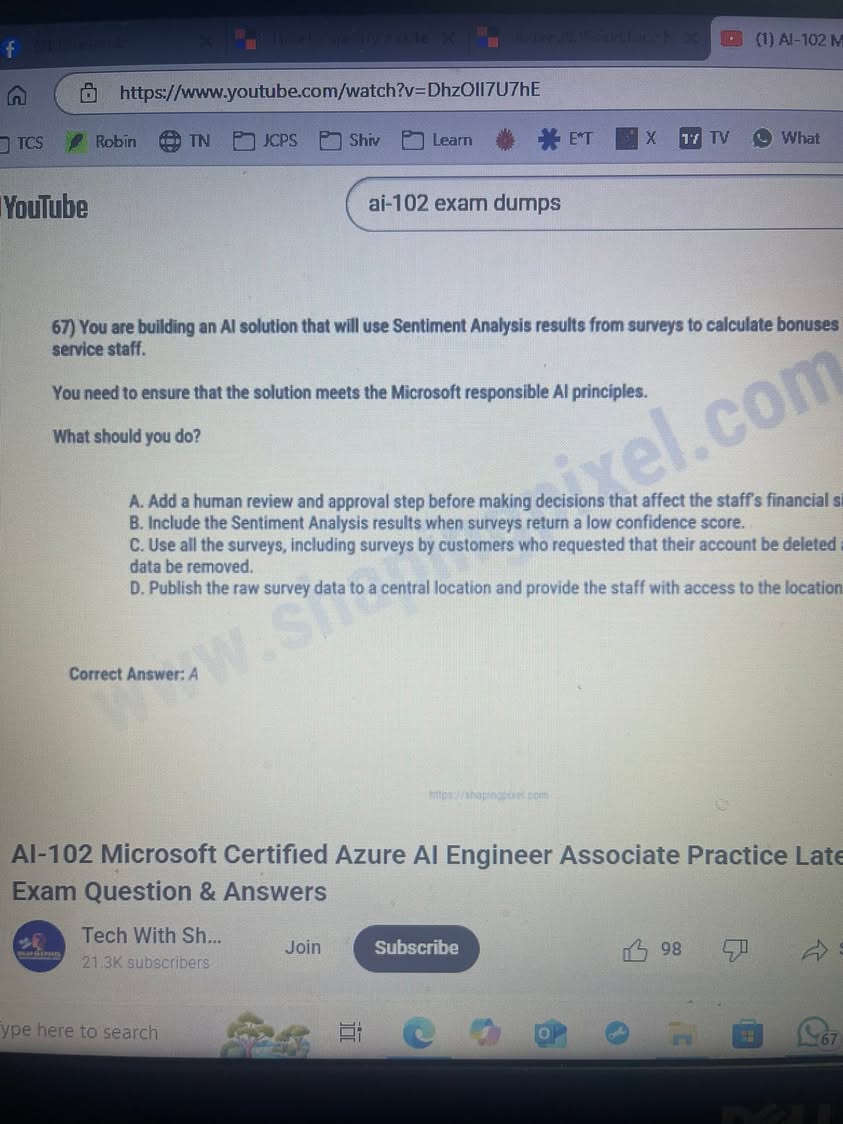 (1) AI-102 M
https://www.youtube.com/watch?v=DhzOIl7U7hE
TCS Robin TN JCPS Shiv Learn E*T X TV What
YouTube
ai-102 exam dumps
67) You are building an AI solution that will use Sentiment Analysis results from surveys to calculate bonuses
service staff.
You need to ensure that the solution meets the Microsoft responsible AI principles.
What should you do?
A. Add a human review and approval step before making decisions that affect the staff's financial si
B. Include the Sentiment Analysis results when surveys return a low confidence score.
C. Use all the surveys, including surveys by customers who requested that their account be deleted
data be removed.
D. Publish the raw survey data to a central location and provide the staff with access to the location
www.shapingpixel.com
Correct Answer: A
https://shapingpixel.com
AI-102 Microsoft Certified Azure AI Engineer Associate Practice Late
Exam Question & Answers
Tech With Sh...
21.3K subscribers
Join
Subscribe
98
ype here to search
67
DELL